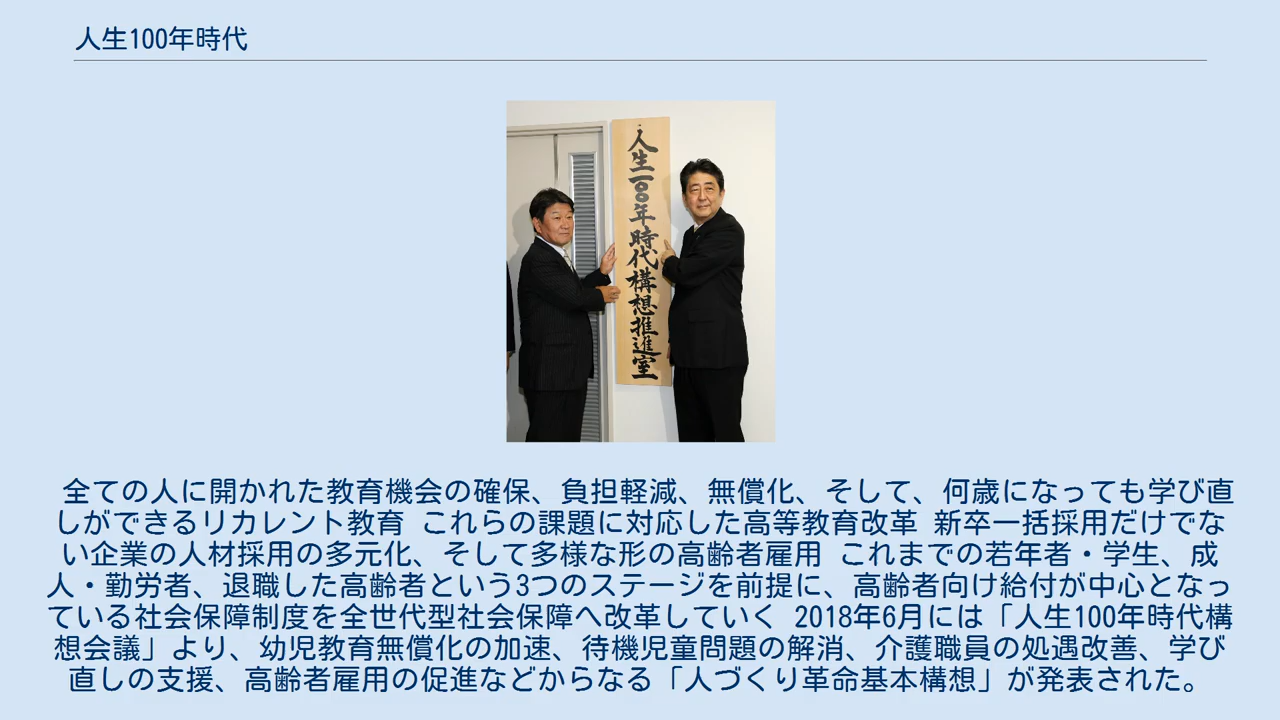 人生100年時代
人生一〇〇年時代構想推進室
全ての人に開かれた教育機会の確保、負担軽減、無償化、そして、何歳になっても学び直
しができるリカレント教育 これらの課題に対応した高等教育改革 新卒一括採用だけでな
い企業の人材採用の多元化、そして多様な形の高齢者雇用 これまでの若年者・学生、成
人・勤労者、退職した高齢者という3つのステージを前提に、高齢者向け給付が中心となっ
ている社会保障制度を全世代型社会保障へ改革していく 2018年6月には「人生100年時代構
想会議」より、幼児教育無償化の加速、待機児童問題の解消、介護職員の処遇改善、学び
直しの支援、高齢者雇用の促進などからなる「人づくり革命基本構想」が発表された。